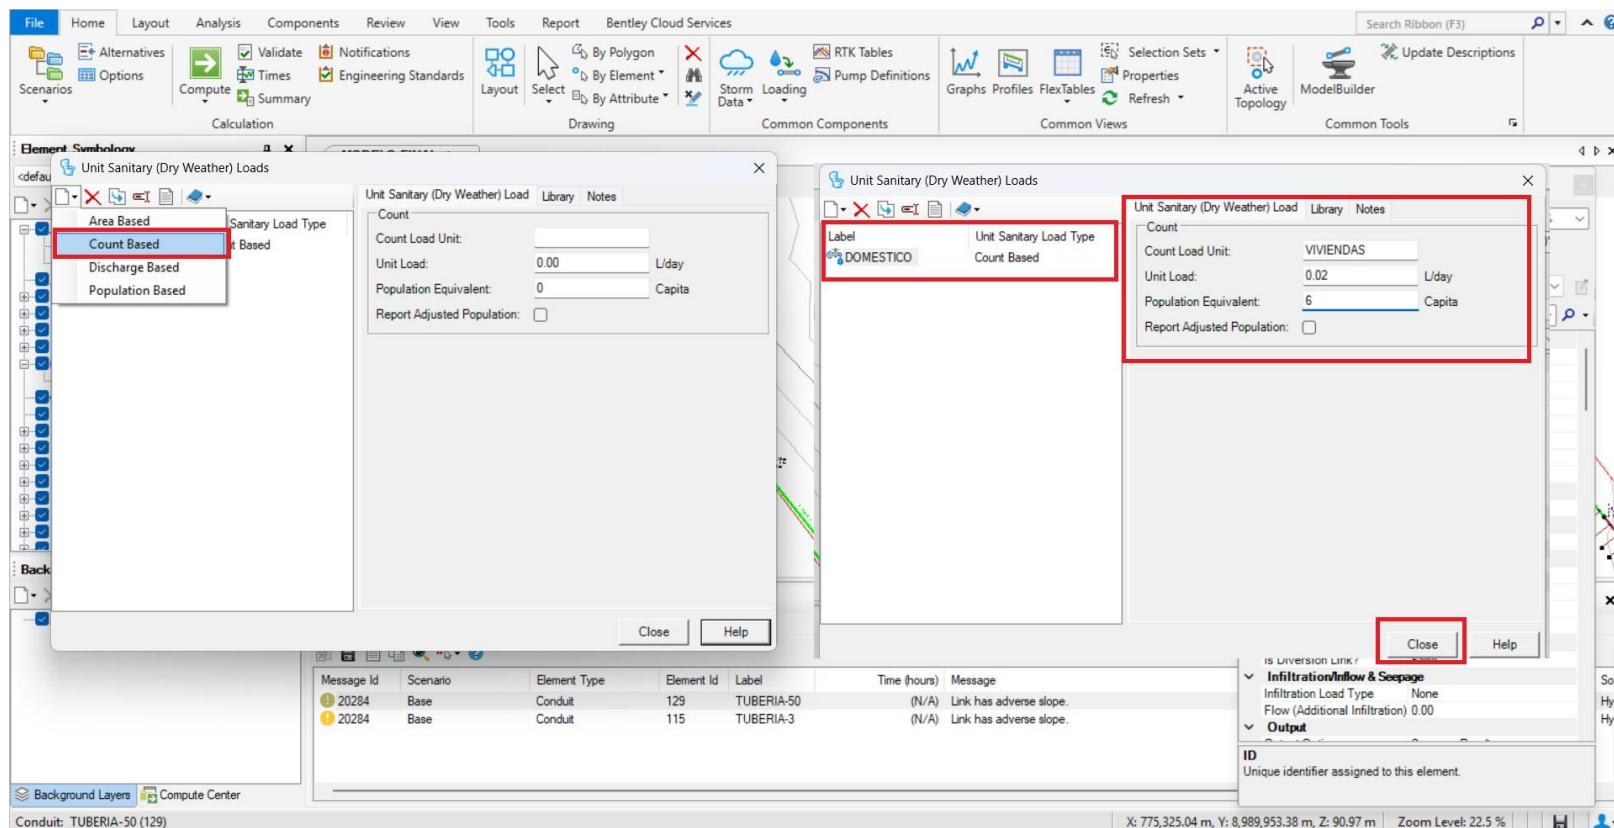 File Home Layout Analysis Components Review View Tools Report Bentley Cloud Services Search Ribbon (F3)
Scenarios Alternatives Options
Compute Validate Times Summary Notifications Engineering Standards
Calculation
Layout Select By Polygon By Element By Attribute
Drawing
Storm Data Loading RTK Tables Pump Definitions
Common Components
Graphs Profiles FlexTables Selection Sets Properties Refresh
Common Views
Active Topology ModelBuilder Update Descriptions
Common Tools
Element Symbology
<defau
Unit Sanitary (Dry Weather) Loads
Area Based
Count Based
Discharge Based
Population Based
Sanitary Load Type
t Based
Unit Sanitary (Dry Weather) Load Library Notes
Count
Count Load Unit:
Unit Load: 0.00 L/day
Population Equivalent: 0 Capita
Report Adjusted Population:
Close Help
Unit Sanitary (Dry Weather) Loads
Label Unit Sanitary Load Type
DOMESTICO Count Based
Unit Sanitary (Dry Weather) Load Library Notes
Count
Count Load Unit: VIVIENDAS
Unit Load: 0.02 L/day
Population Equivalent: 6 Capita
Report Adjusted Population:
Close Help
Back
Message Id Scenario Element Type Element Id Label Time (hours) Message
20284 Base Conduit 129 TUBERIA-50 (N/A) Link has adverse slope.
20284 Base Conduit 115 TUBERIA-3 (N/A) Link has adverse slope.
Is Diversion Link?
Infiltration/Inflow & Seepage
Infiltration Load Type None
Flow (Additional Infiltration) 0.00
Output
ID
Unique identifier assigned to this element.
So
Hy
Hy
Background Layers Compute Center
Conduit: TUBERIA-50 (129) X: 775,325.04 m, Y: 8,989,953.38 m, Z: 90.97 m Zoom Level: 22.5 %